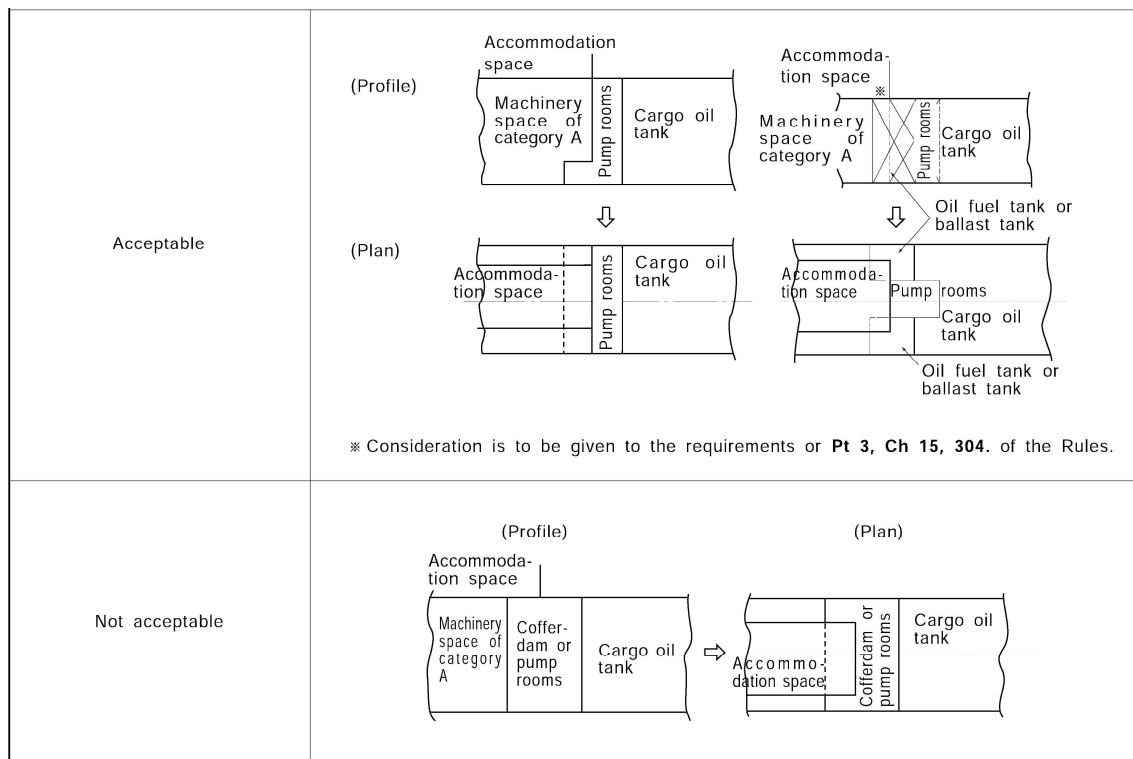 Acceptable
(Profile)
Accommodation
space
Machinery
space of
category A
Pump rooms
Cargo oil
tank
Accommoda-
tion space
※
Machinery
space of
category A
Pump rooms
Cargo oil
tank
⇩
⇩
Oil fuel tank or
ballast tank
(Plan)
Accommoda-
tion space
Pump rooms
Cargo oil
tank
Accommoda-
tion space
Pump rooms
Cargo oil
tank
Oil fuel tank or
ballast tank
※ Consideration is to be given to the requirements or Pt 3, Ch 15, 304. of the Rules.
Not acceptable
(Profile)
Accommoda-
tion space
Machinery
space of
category
A
Coffer-
dam or
pump
rooms
Cargo oil
tank
⇨
(Plan)
Accommo-
dation space
Cofferdam or
pump rooms
Cargo oil
tank